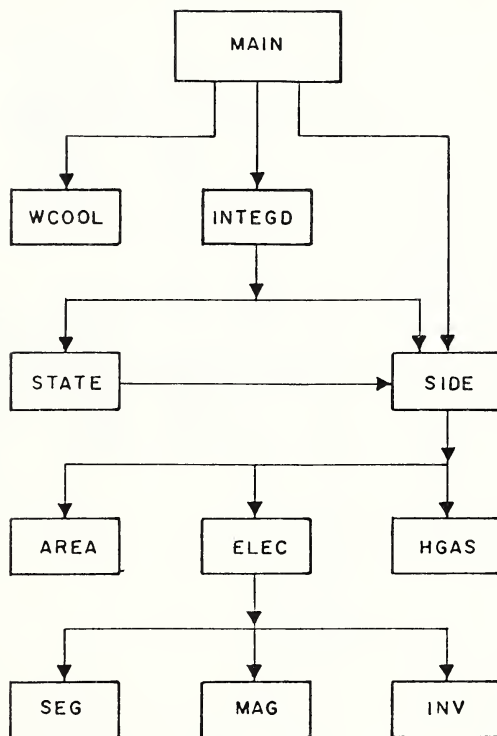 MAIN
WCOOL
INTEGD
STATE
SIDE
AREA
ELEC
HGAS
SEG
MAG
INV